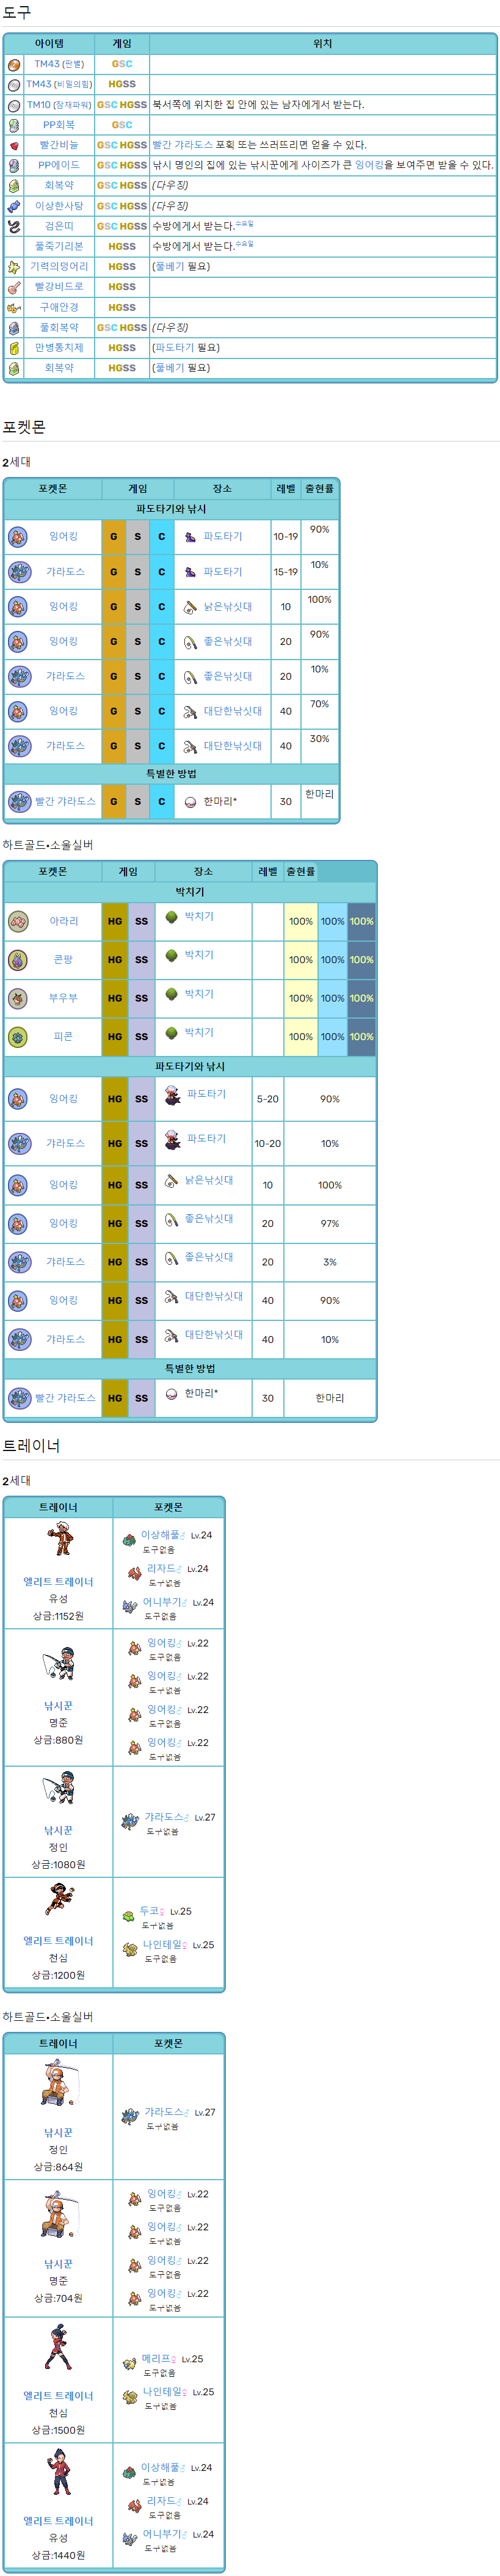 도구
아이템 게임 위치
TM43 (판별) GSC
TM43 (비밀의힘) HGSS
TM10 (잠재파워) GSC HGSS 북서쪽에 위치한 집 안에 있는 남자에게서 받는다.
PP회복 GSC
빨간비늘 GSC HGSS 빨간 갸라도스 포획 또는 쓰러뜨리면 얻을 수 있다.
PP에이드 GSC HGSS 낚시 명인의 집에 있는 낚시꾼에게 사이즈가 큰 잉어킹을 보여주면 받을 수 있다.
회복약 GSC HGSS (다우징)
이상한사탕 GSC HGSS (다우징)
검은띠 GSC HGSS 수방에게서 받는다.수요일
풀죽기리본 HGSS 수방에게서 받는다.수요일
기력의덩어리 HGSS (풀베기 필요)
빨강비드로 HGSS
구애안경 HGSS
풀회복약 GSC HGSS (다우징)
만병통치제 HGSS (파도타기 필요)
회복약 HGSS (풀베기 필요)
포켓몬
2세대
포켓몬 게임 장소 레벨 출현률
파도타기와 낚시
잉어킹 G S C 파도타기 10-19 90%
갸라도스 G S C 파도타기 15-19 10%
잉어킹 G S C 낡은낚싯대 10 100%
잉어킹 G S C 좋은낚싯대 20 90%
갸라도스 G S C 좋은낚싯대 20 10%
잉어킹 G S C 대단한낚싯대 40 70%
갸라도스 G S C 대단한낚싯대 40 30%
특별한 방법
빨간 갸라도스 G S C 한마리* 30 한마리
하트골드•소울실버
포켓몬 게임 장소 레벨 출현률
박치기
아라리 HG SS 박치기 100% 100% 100%
콘팡 HG SS 박치기 100% 100% 100%
부우부 HG SS 박치기 100% 100% 100%
피콘 HG SS 박치기 100% 100% 100%
파도타기와 낚시
잉어킹 HG SS 파도타기 5-20 90%
갸라도스 HG SS 파도타기 10-20 10%
잉어킹 HG SS 낡은낚싯대 10 100%
잉어킹 HG SS 좋은낚싯대 20 97%
갸라도스 HG SS 좋은낚싯대 20 3%
잉어킹 HG SS 대단한낚싯대 40 90%
갸라도스 HG SS 대단한낚싯대 40 10%
특별한 방법
빨간 갸라도스 HG SS 한마리* 30 한마리
트레이너
2세대
트레이너 포켓몬
엘리트 트레이너
유성
상금:1152원
이상해풀♂ Lv.24
도구없음
리자드♂ Lv.24
도구없음
어니부기♂ Lv.24
도구없음
낚시꾼
명준
상금:880원
잉어킹♂ Lv.22
도구없음
잉어킹♂ Lv.22
도구없음
잉어킹♂ Lv.22
도구없음
잉어킹♂ Lv.22
도구없음
낚시꾼
정인
상금:1080원
갸라도스♂ Lv.27
도구없음
엘리트 트레이너
천심
상금:1200원
두코♀ Lv.25
도구없음
나인테일♀ Lv.25
도구없음
하트골드•소울실버
트레이너 포켓몬
낚시꾼
정인
상금:864원
갸라도스♂ Lv.27
도구없음
낚시꾼
명준
상금:704원
잉어킹♂ Lv.22
도구없음
잉어킹♂ Lv.22
도구없음
잉어킹♂ Lv.22
도구없음
잉어킹♂ Lv.22
도구없음
엘리트 트레이너
천심
상금:1500원
메리프♀ Lv.25
도구없음
나인테일♀ Lv.25
도구없음
엘리트 트레이너
유성
상금:1440원
이상해풀♂ Lv.24
도구없음
리자드♂ Lv.24
도구없음
어니부기♂ Lv.24
도구없음